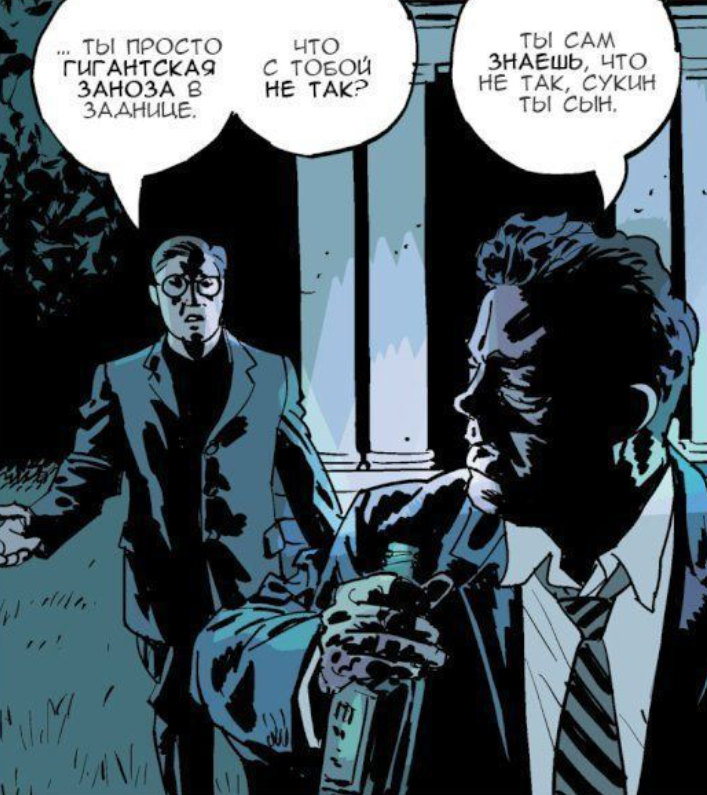 ... ТЫ ПРОСТО
ГИГАНТСКАЯ
ЗАНОЗА В
ЗАДНИЦЕ.
ЧТО
С ТОБОЙ
НЕ ТАК?
ТЫ САМ
ЗНАЕШЬ, ЧТО
НЕ ТАК, СУКИН
ТЫ СЫН.